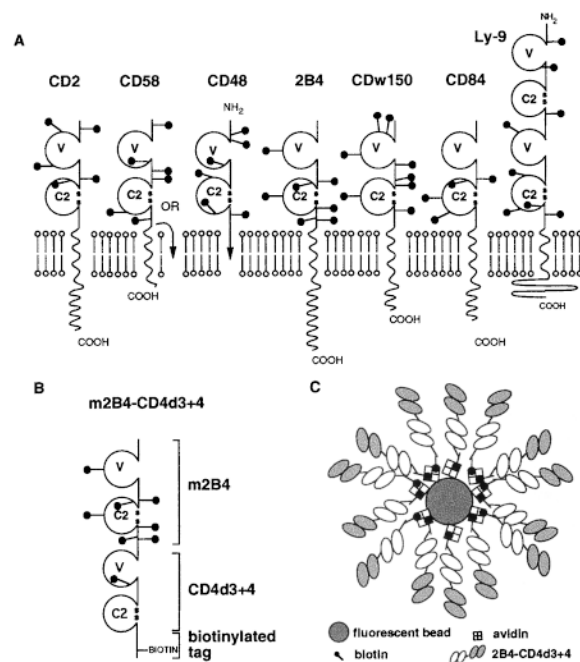 A
Ly-9
NH2
CD2 CD58 CD48 2B4 CDw150 CD84
NH2
V
C2
V V V V V V V
C2 C2 C2 C2 C2 C2 C2
OR
COOH
COOH
COOH
COOH
COOH
COOH
B
m2B4-CD4d3+4
V
C2
m2B4
V
C2
CD4d3+4
BIOTIN
biotinylated
tag
C
fluorescent bead
avidin
biotin
2B4-CD4d3+4